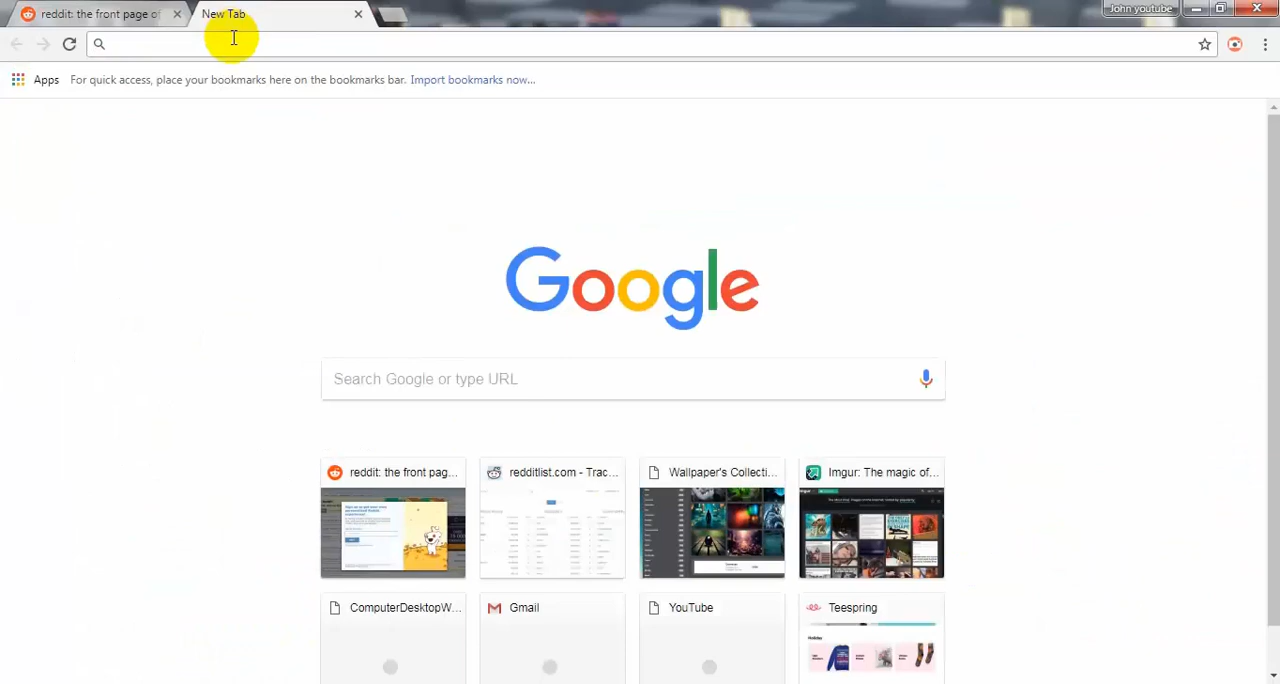 reddit: the front page of
New Tab
John youtube
Apps
For quick access, place your bookmarks here on the bookmarks bar. Import bookmarks now...
Google
Search Google or type URL
reddit: the front pag...
redditlist.com - Trac...
Wallpaper's Collecti...
Imgur: The magic of...
ComputerDesktopW...
Gmail
YouTube
Teespring
Holiday